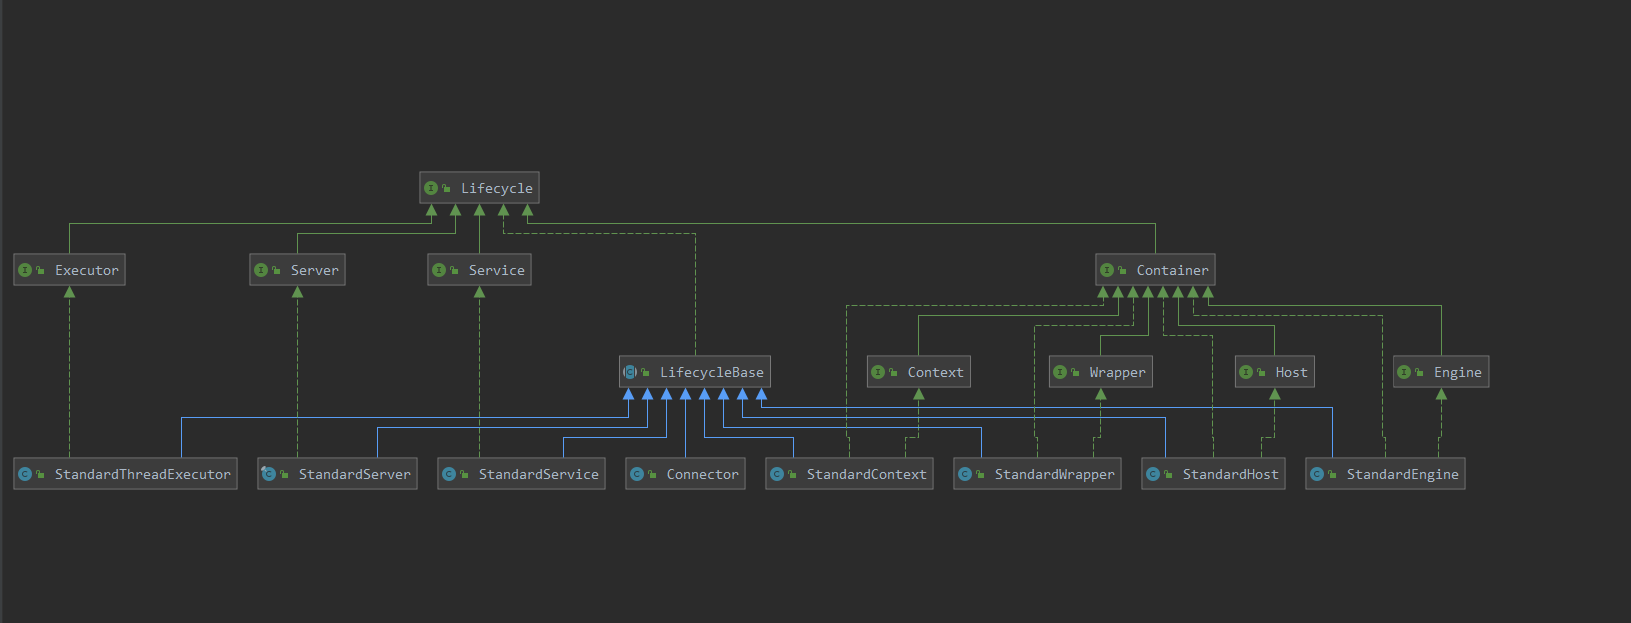 Lifecycle
Executor
Server
Service
Container
LifecycleBase
Context
Wrapper
Host
Engine
StandardThreadExecutor
StandardServer
StandardService
Connector
StandardContext
StandardWrapper
StandardHost
StandardEngine